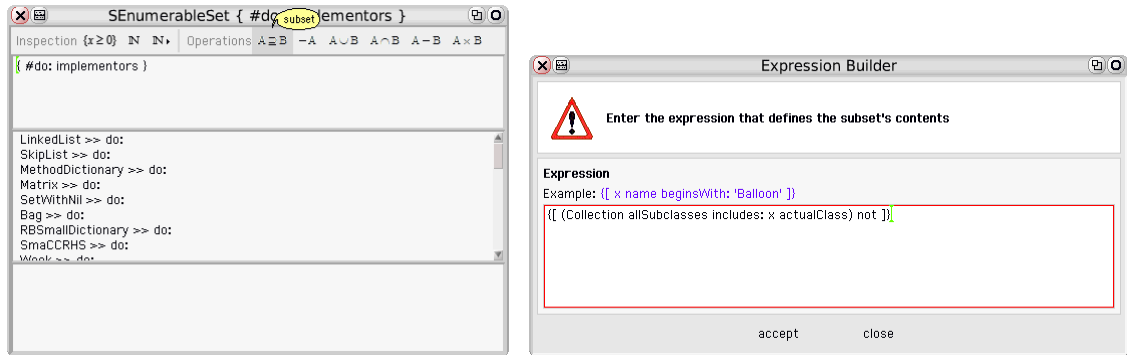 SEnumerableSet { #do: implementors }
subset
Inspection {x ≥ 0} ℕ ℕ▸ Operations A⊇B −A A∪B A∩B A−B A×B
{ #do: implementors }
LinkedList >> do:
SkipList >> do:
MethodDictionary >> do:
Matrix >> do:
SetWithNil >> do:
Bag >> do:
RBSmallDictionary >> do:
SmaCCRHS >> do:
Week >> do:
Expression Builder
Enter the expression that defines the subset's contents
Expression
Example: {[ x name beginsWith: 'Balloon' ]}
{[ (Collection allSubclasses includes: x actualClass) not ]}
accept close